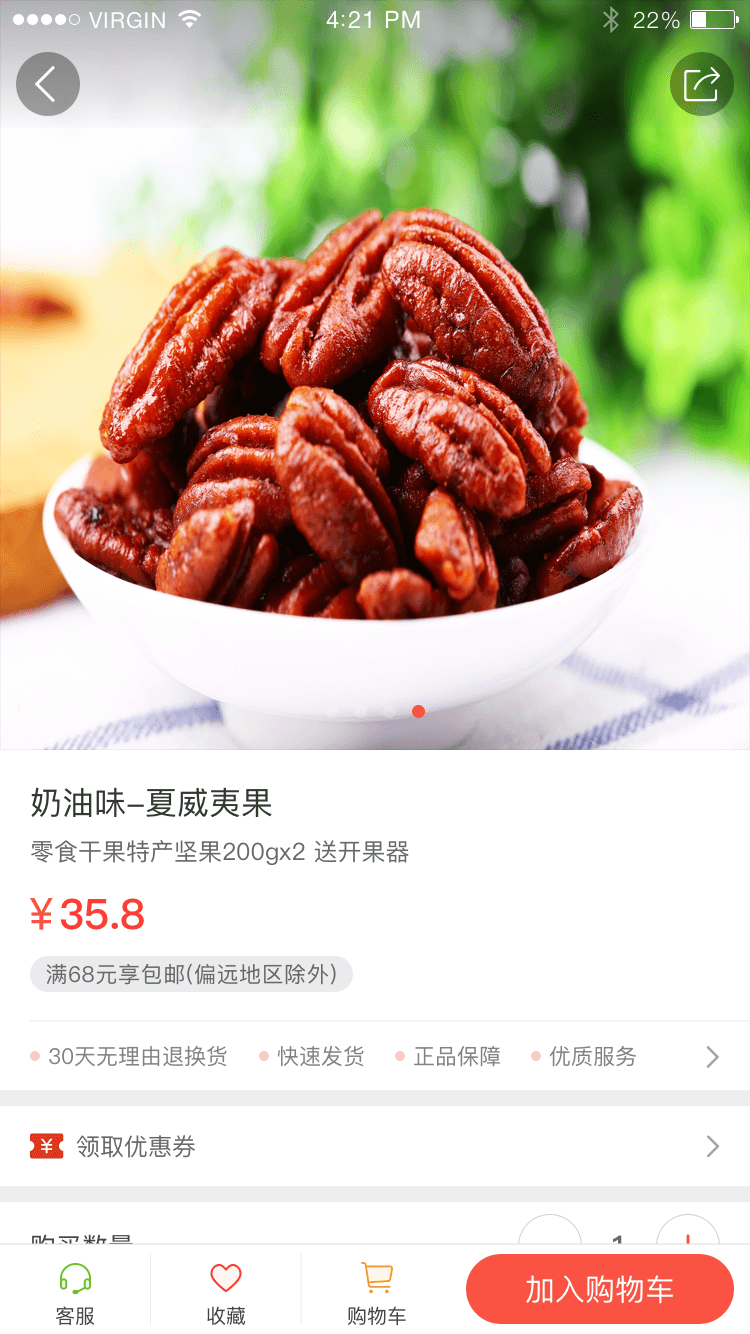 VIRGIN 4:21 PM 22%
奶油味–夏威夷果
零食干果特产坚果200gx2 送开果器
¥35.8
满68元享包邮(偏远地区除外)
30天无理由退换货 快速发货 正品保障 优质服务
¥ 领取优惠券
购买数量 1
客服 收藏 购物车 加入购物车